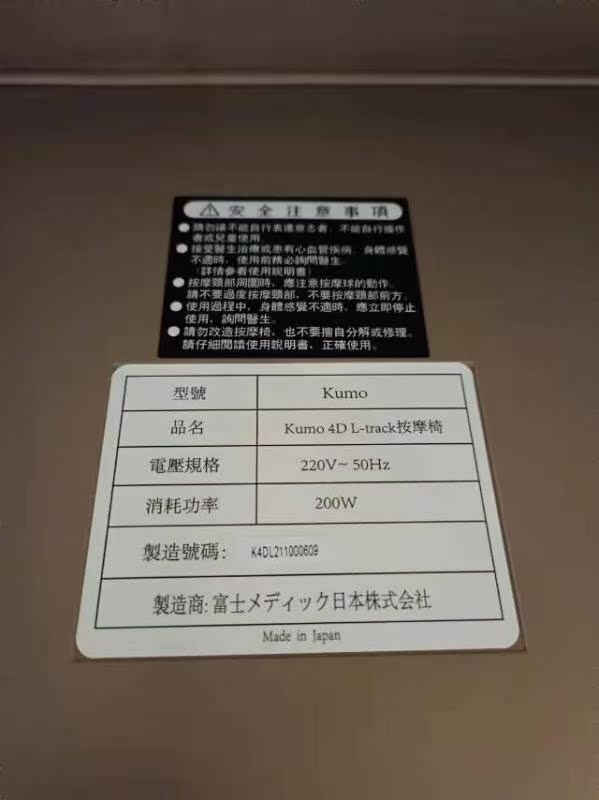 ⚠安全注意事項
●請勿讓不能自行表達意志者，不能自行操作
者或兒童使用。
●接受醫生治療或患有心血管疾病，身體感覺
不適時，使用前務必詢問醫生。
（詳情參看使用說明書）
●按摩頸部周圍時，應注意按摩球的動作。
請不要過度按摩頸部，不要按摩頸部前方。
●使用過程中，身體感覺不適時，應立即停止
使用，詢問醫生。
●請勿改造按摩椅，也不要擅自分解或修理。
請仔細閱讀使用說明書，正確使用。
型號 Kumo
品名 Kumo 4D L-track按摩椅
電壓規格 220V~ 50Hz
消耗功率 200W
製造號碼: K4DL211000609
製造商:富士メディック日本株式会社
Made in Japan